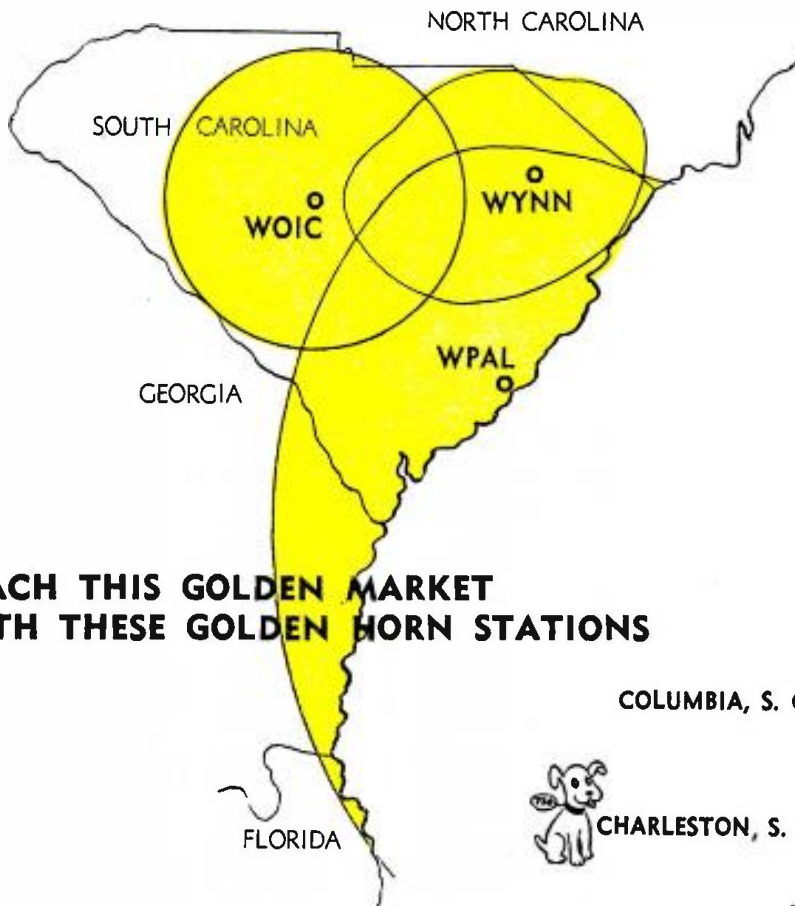 NORTH CAROLINA
SOUTH CAROLINA
WOIC
WYNN
WPAL
GEORGIA
ACH THIS GOLDEN MARKET
TH THESE GOLDEN HORN STATIONS
COLUMBIA, S.
CHARLESTON, S.
FLORIDA